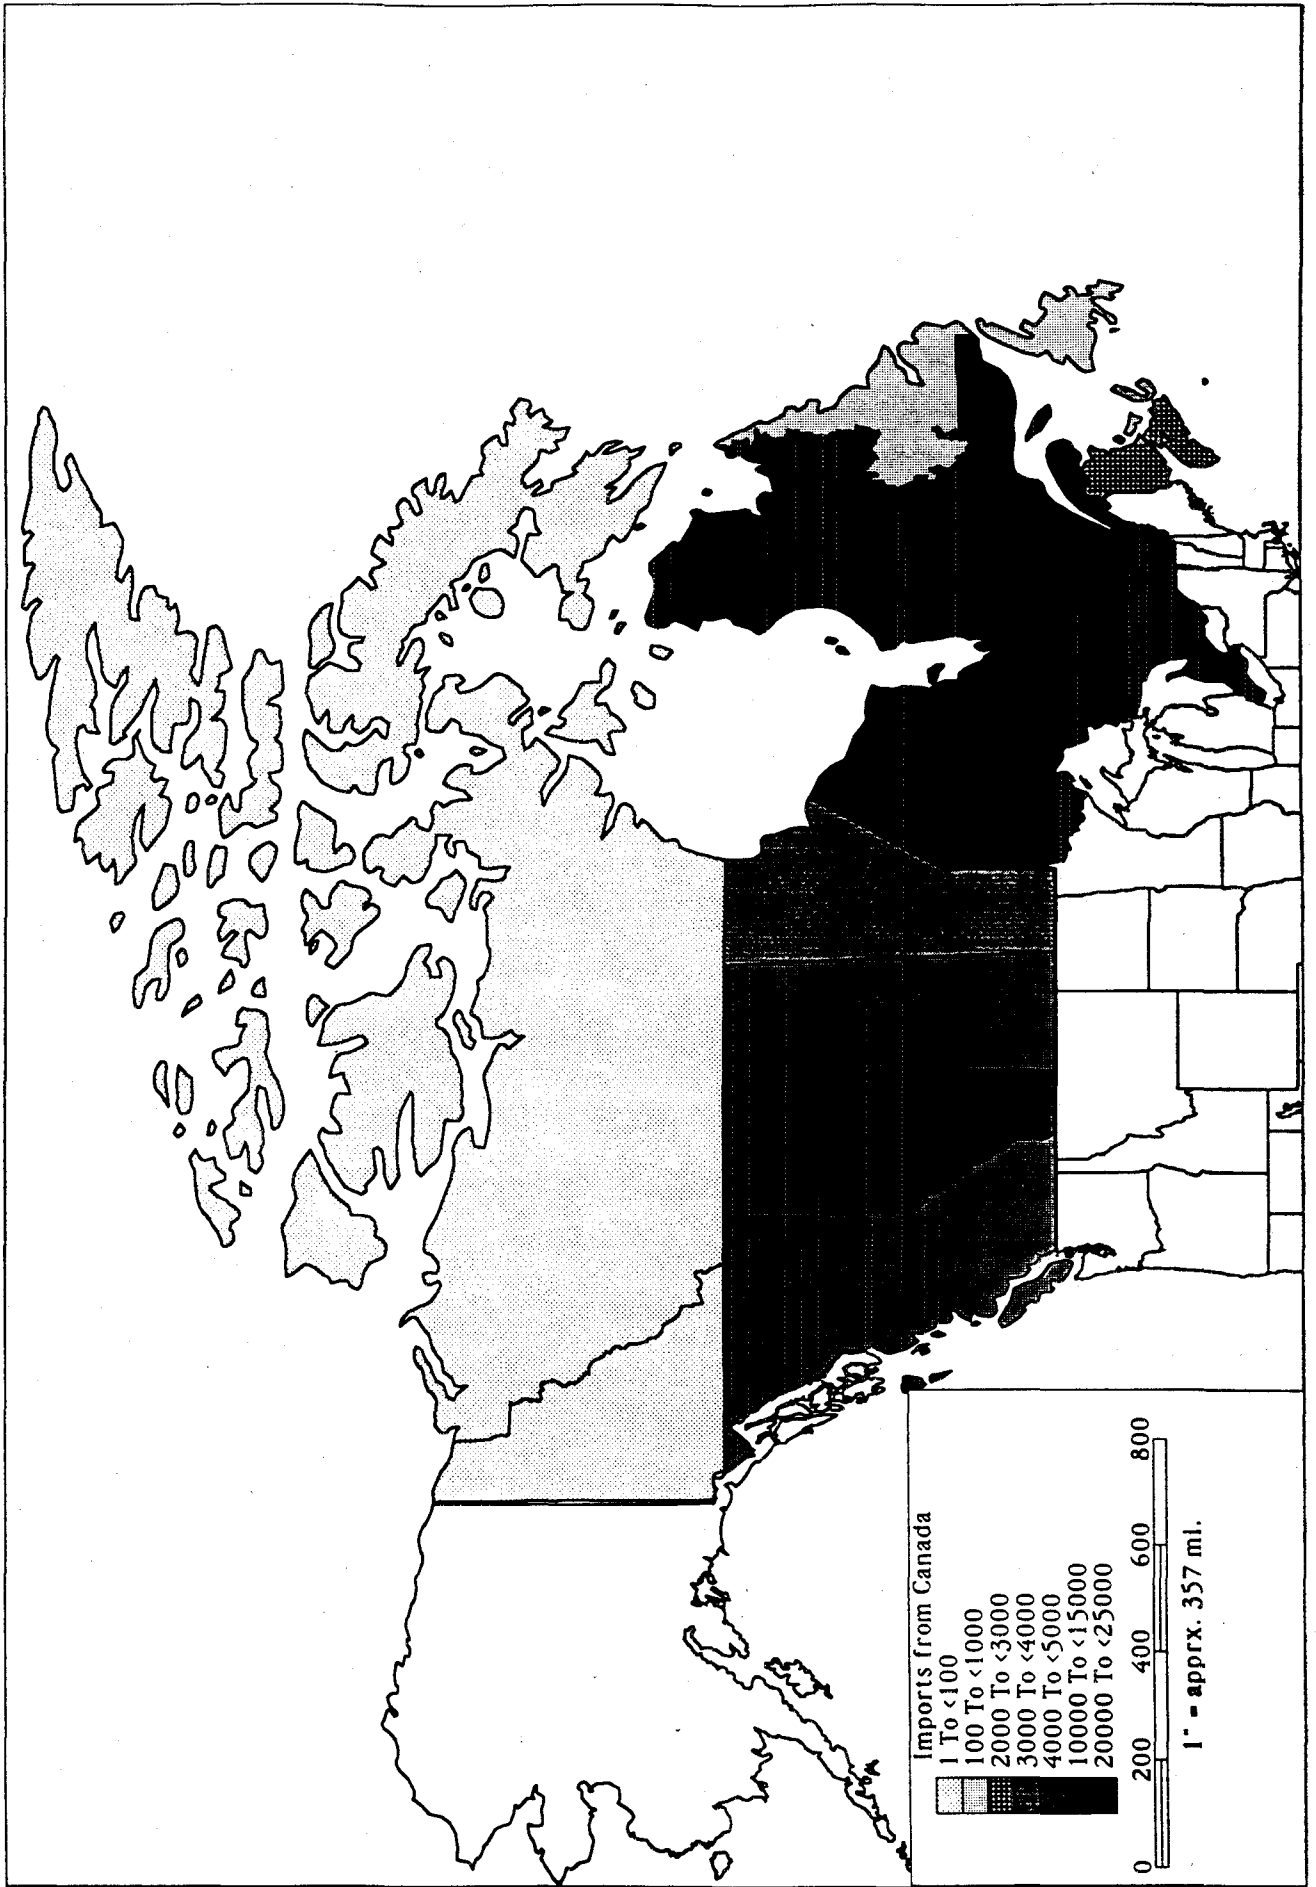 Imports from Canada
1 To <100
100 To <1000
2000 To <3000
3000 To <4000
4000 To <5000
10000 To <15000
20000 To <25000
0 200 400 600 800
1" = apprx. 357 mi.